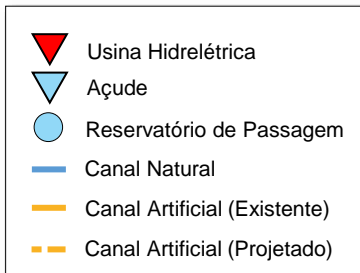 Usina Hidrelétrica
Açude
Reservatório de Passagem
Canal Natural
Canal Artificial (Existente)
Canal Artificial (Projetado)